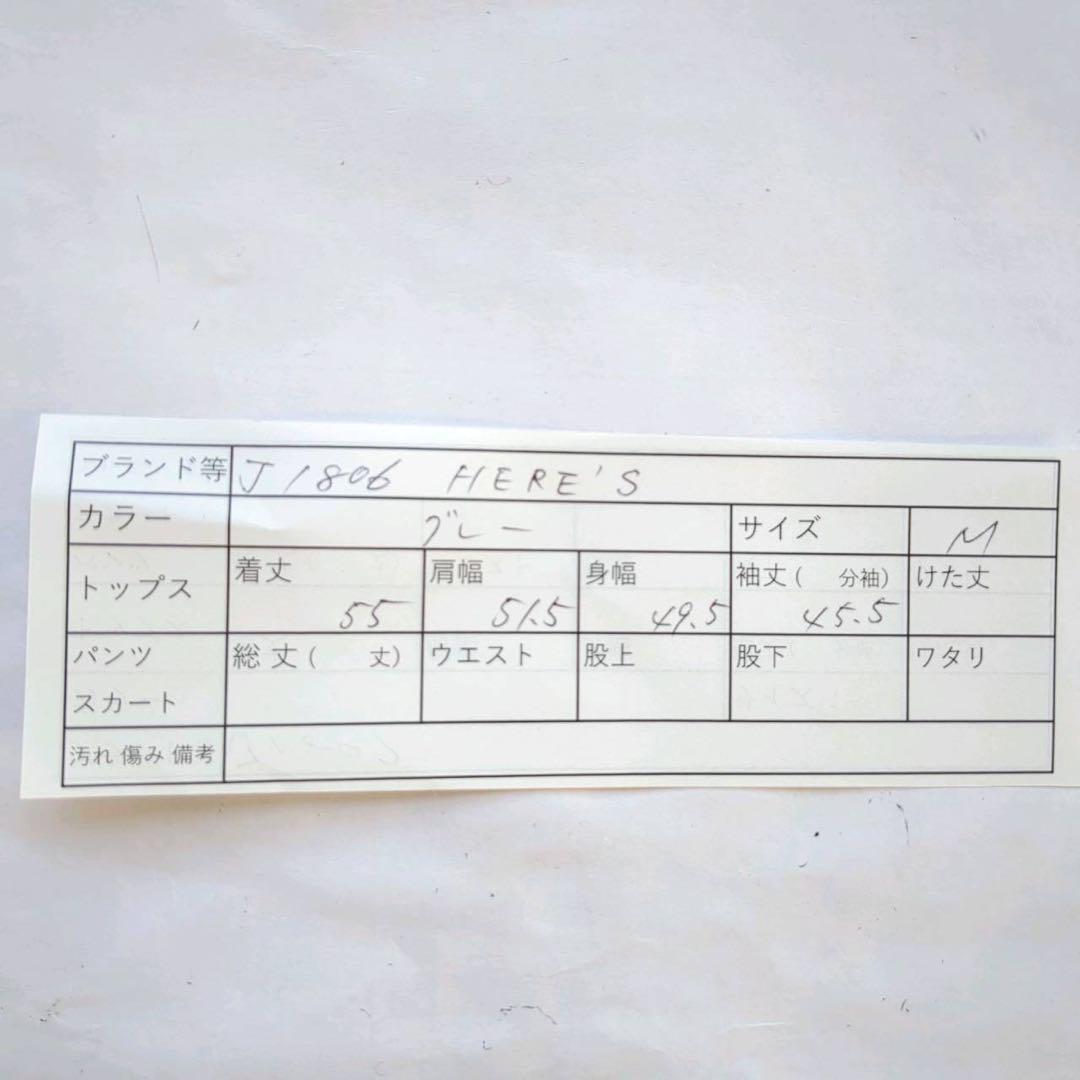 ブランド等 J1806 HERE'S
カラー グレー サイズ M
トップス 着丈 55 肩幅 51.5 身幅 49.5 袖丈( 分袖) 45.5 けた丈
パンツ スカート 総丈( 丈) ウエスト 股上 股下 ワタリ
汚れ 傷み 備考